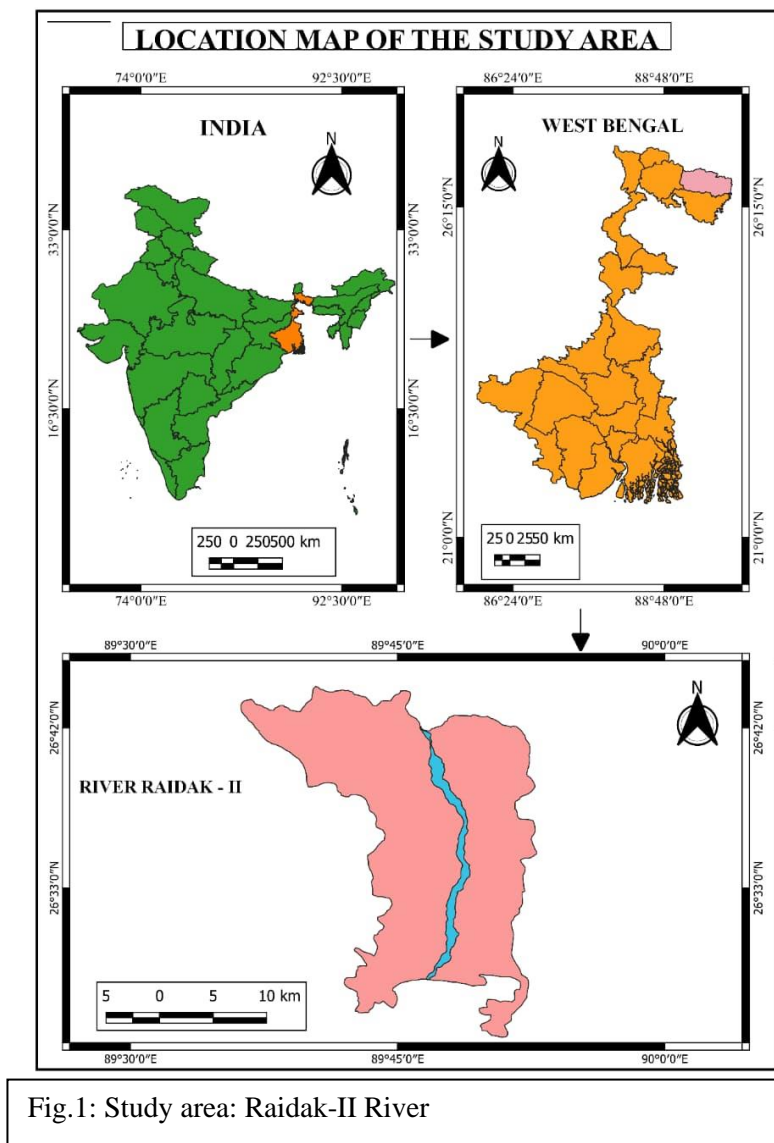 LOCATION MAP OF THE STUDY AREA
74°0'0"E 92°30'0"E
86°24'0"E 88°48'0"E
INDIA
N
33°0'0"N
16°30'0"N
33°0'0"N
16°30'0"N
250 0 250500 km
74°0'0"E 92°30'0"E
WEST BENGAL
N
26°15'0"N
21°0'0"N
26°15'0"N
21°0'0"N
25 0 2550 km
86°24'0"E 88°48'0"E
89°30'0"E 89°45'0"E 90°0'0"E
N
26°42'0"N
26°33'0"N
26°42'0"N
26°33'0"N
RIVER RAIDAK - II
5 0 5 10 km
89°30'0"E 89°45'0"E 90°0'0"E
Fig.1: Study area: Raidak-II River